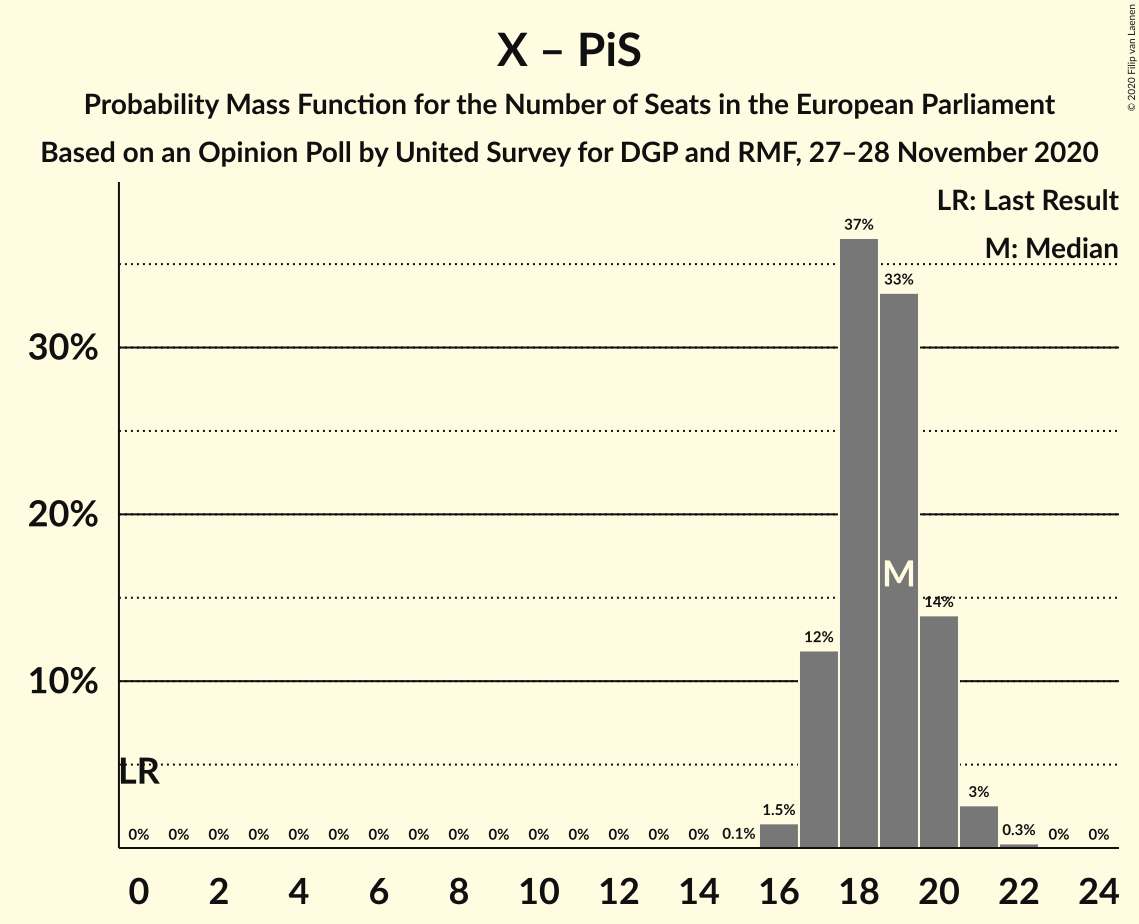 X – PiS
Probability Mass Function for the Number of Seats in the European Parliament
Based on an Opinion Poll by United Survey for DGP and RMF, 27–28 November 2020
© 2020 Filip van Laenen
LR: Last Result
M: Median
37%
33%
30%
20%
M
14%
12%
10%
LR
3%
1.5%
0% 0% 0% 0% 0% 0% 0% 0% 0% 0% 0% 0% 0% 0% 0% 0.1% 0.3% 0% 0%
0 2 4 6 8 10 12 14 16 18 20 22 24